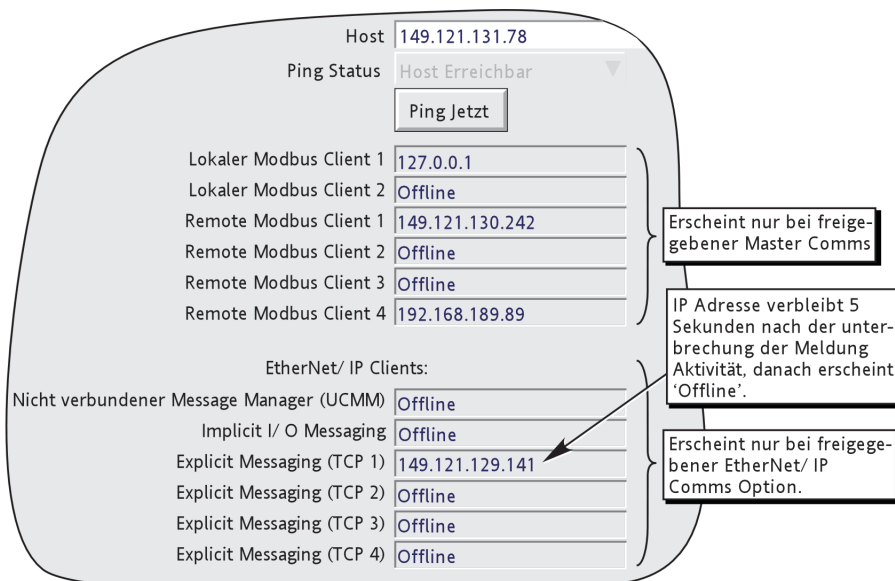 Host 149.121.131.78
Ping Status Host Erreichbar
Ping Jetzt
Lokaler Modbus Client 1 127.0.0.1
Lokaler Modbus Client 2 Offline
Remote Modbus Client 1 149.121.130.242
Remote Modbus Client 2 Offline
Remote Modbus Client 3 Offline
Remote Modbus Client 4 192.168.189.89
Erscheint nur bei freige-
gebener Master Comms
IP Adresse verbleibt 5
Sekunden nach der unter-
brechung der Meldung
Aktivität, danach erscheint
‘Offline’.
EtherNet/ IP Clients:
Nicht verbundener Message Manager (UCMM) Offline
Implicit I/ O Messaging Offline
Explicit Messaging (TCP 1) 149.121.129.141
Explicit Messaging (TCP 2) Offline
Explicit Messaging (TCP 3) Offline
Explicit Messaging (TCP 4) Offline
Erscheint nur bei freigege-
bener EtherNet/ IP
Comms Option.